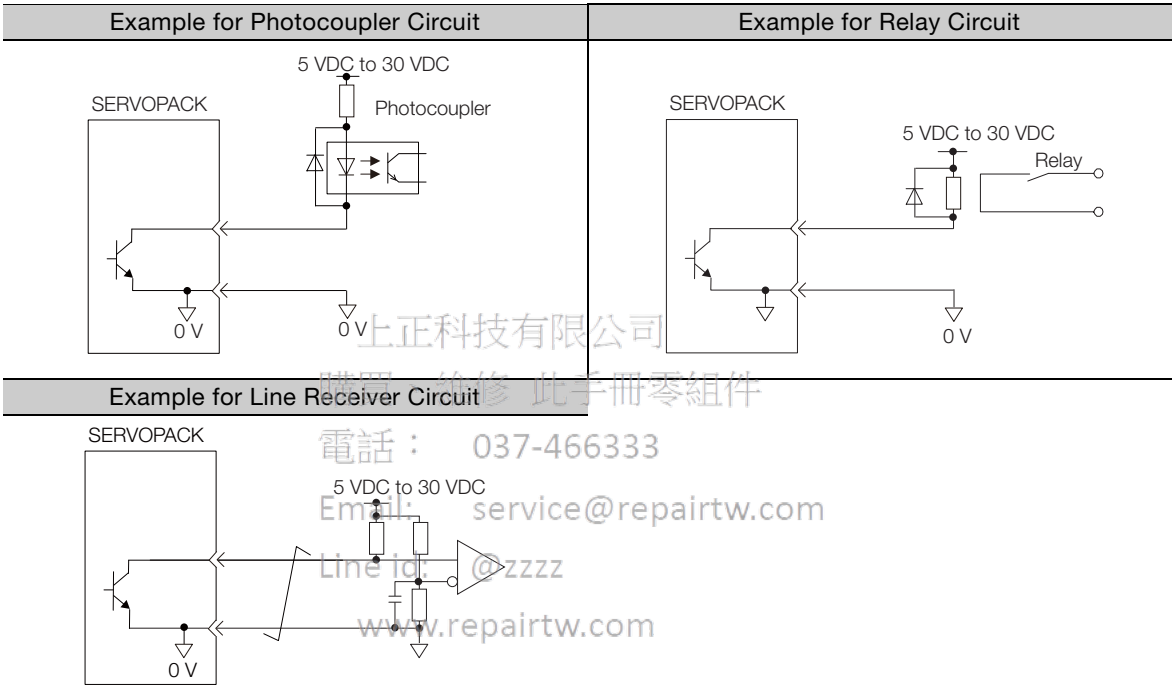 Example for Photocoupler Circuit
Example for Relay Circuit
5 VDC to 30 VDC
SERVOPACK
Photocoupler
0 V
0 V
SERVOPACK
5 VDC to 30 VDC
Relay
0 V
上正科技有限公司
購買、維修 此手冊零組件
Example for Line Receiver Circuit
SERVOPACK
電話： 037-466333
5 VDC to 30 VDC
Email: service@repairtw.com
Line id: @zzzz
www.repairtw.com
0 V